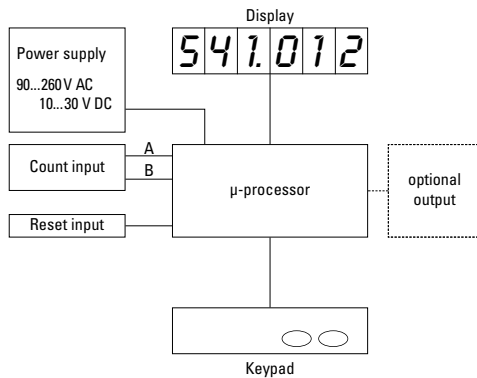 Display
541.012
Power supply
90...260 V AC
10...30 V DC
A
Count input
B
µ-processor
optional
output
Reset input
Keypad